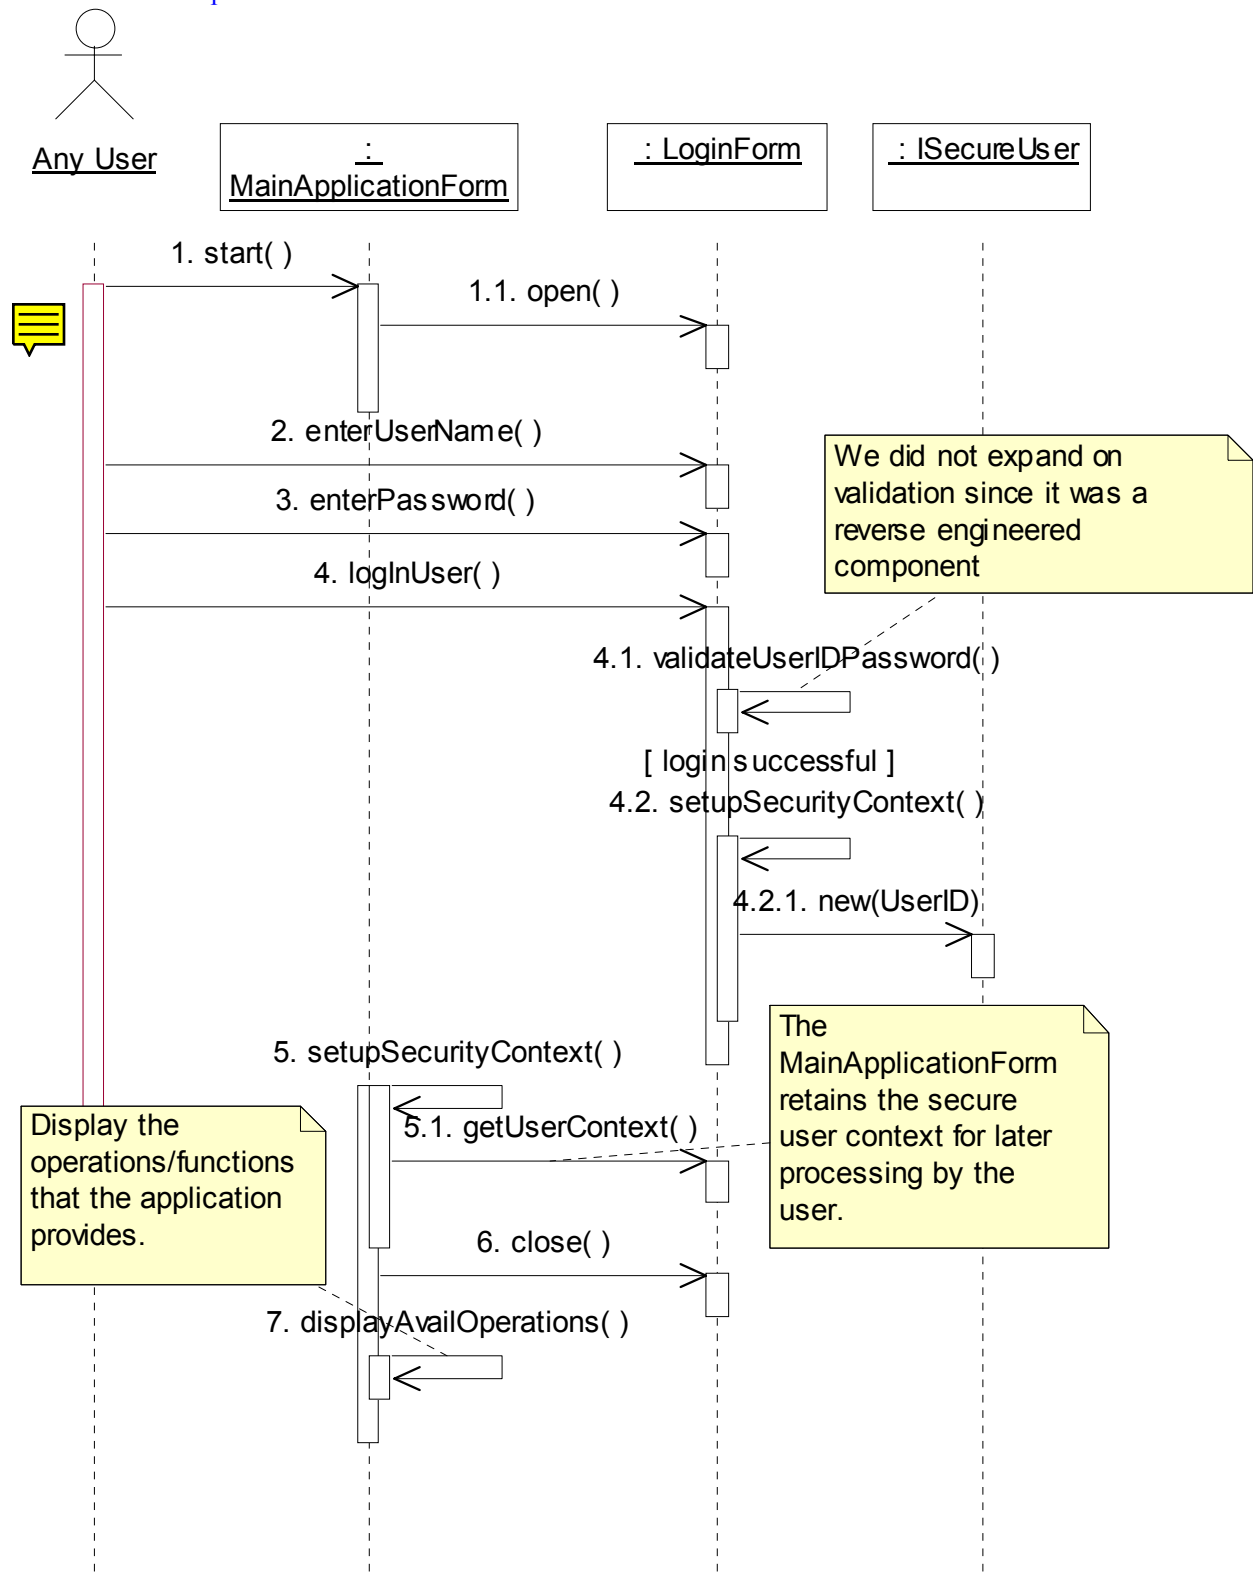 Any User
:
MainApplicationForm
: LoginForm
: ISecureUser
1. start( )
1.1. open( )
2. enterUserName( )
3. enterPassword( )
4. logInUser( )
We did not expand on
validation since it was a
reverse engineered
component
4.1. validateUserIDPassword( )
[ login successful ]
4.2. setupSecurityContext( )
4.2.1. new(UserID)
The
MainApplicationForm
retains the secure
user context for later
processing by the
user.
5. setupSecurityContext( )
5.1. getUserContext( )
Display the
operations/functions
that the application
provides.
6. close( )
7. displayAvailOperations( )